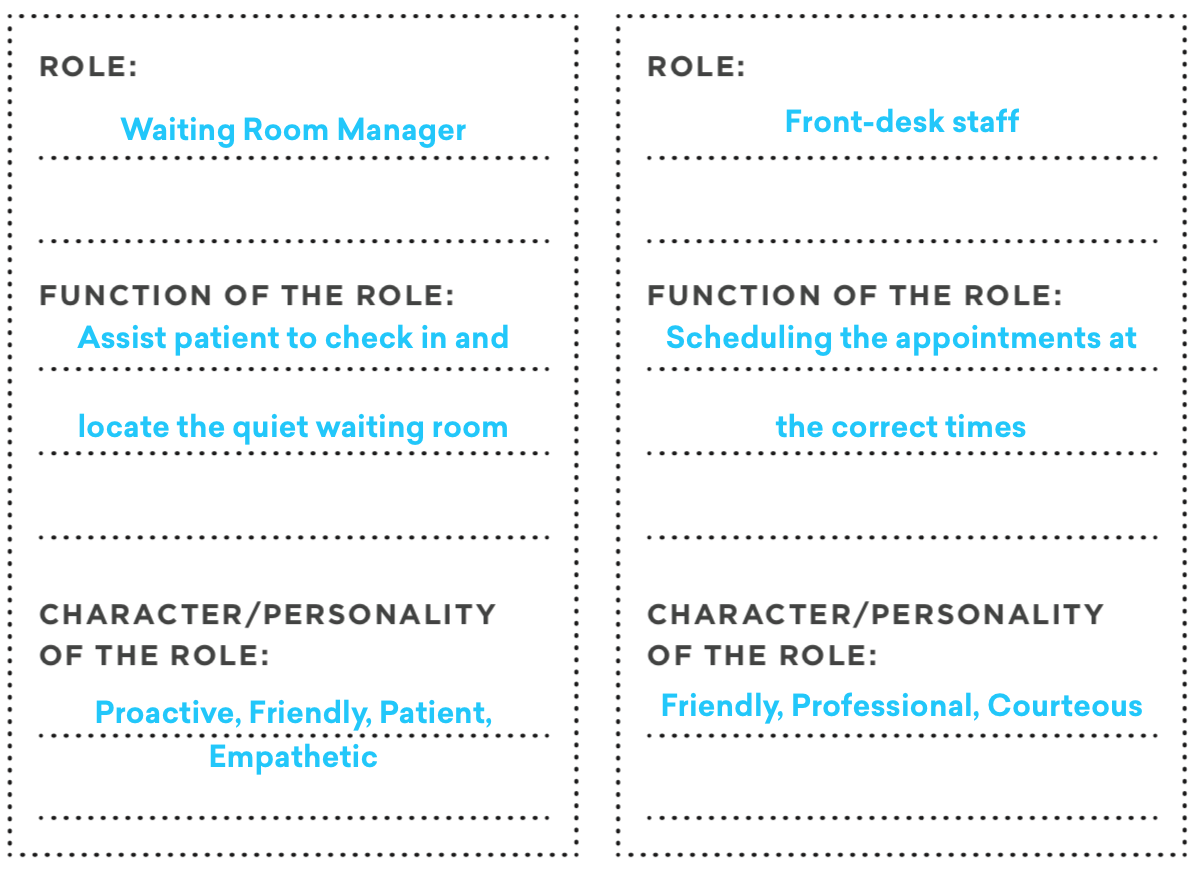 ROLE:
Waiting Room Manager
FUNCTION OF THE ROLE:
Assist patient to check in and
locate the quiet waiting room
CHARACTER/PERSONALITY
OF THE ROLE:
Proactive, Friendly, Patient,
Empathetic
ROLE:
Front-desk staff
FUNCTION OF THE ROLE:
Scheduling the appointments at
the correct times
CHARACTER/PERSONALITY
OF THE ROLE:
Friendly, Professional, Courteous